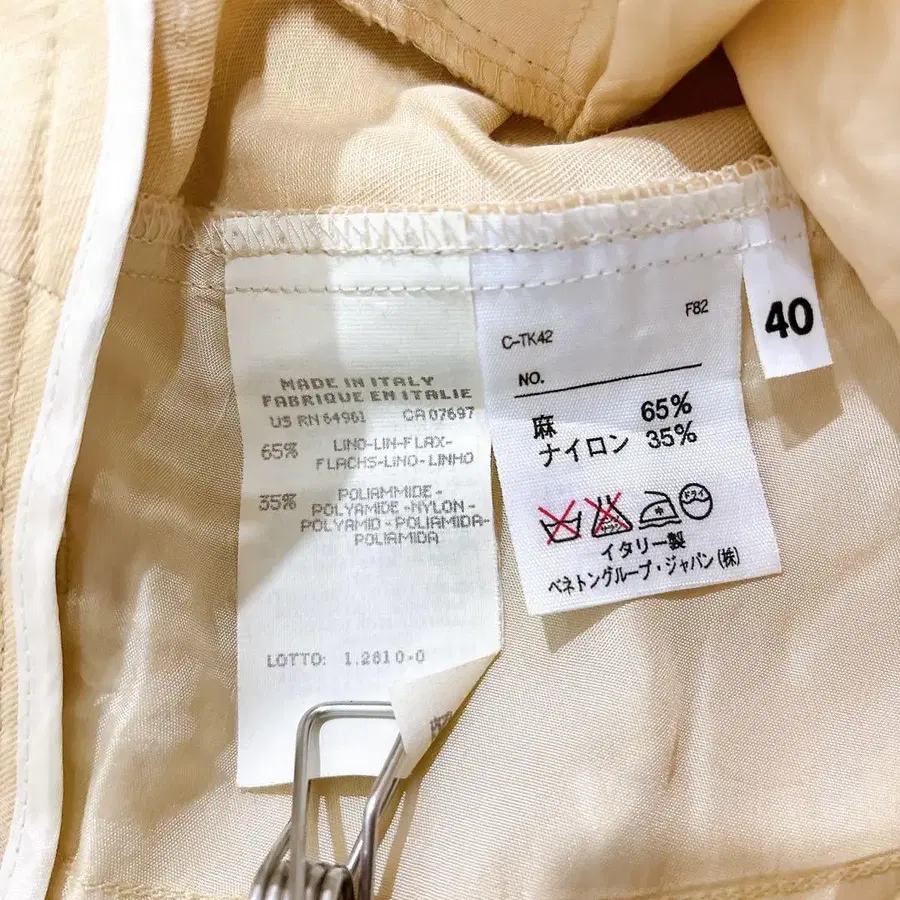 MADE IN ITALY
FABRIQUE EN ITALIE
US RN 64961 CA 07697
65% LINO-LIN-FLAX-
FLACHS-LINO-LINHO
35% POLIAMMIDE-
POLYAMIDE-NYLON-
POLYAMID-POLIAMIDA-
POLIAMIDA
LOTTO: 1.2810-0
C-TK42 F82
NO.
麻 65%
ナイロン 35%
ドライ
イタリー製
ベネトングループ・ジャパン(株)
40